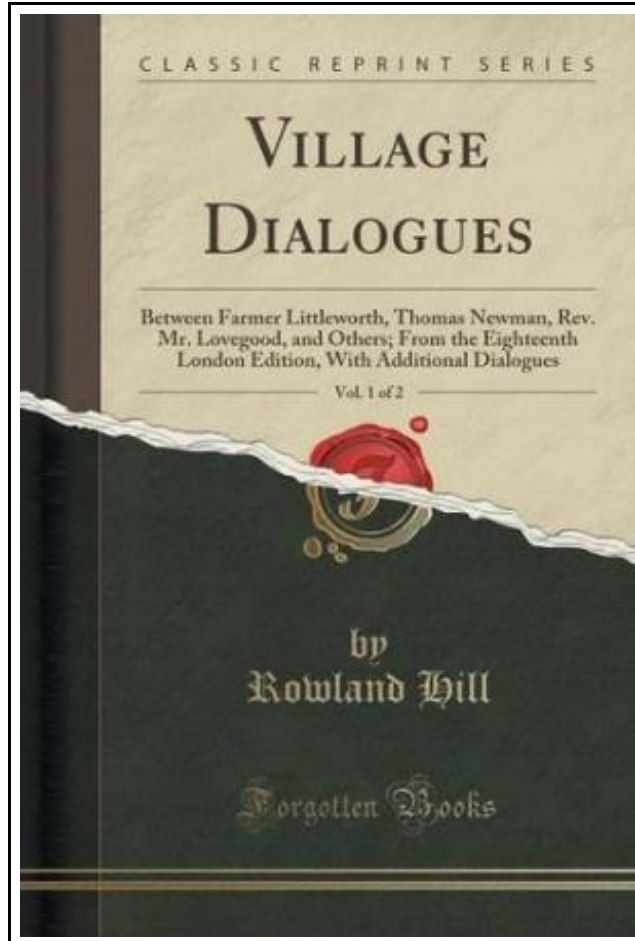 CLASSIC REPRINT SERIES
VILLAGE
DIALOGUES
Between Farmer Littleworth, Thomas Newman, Rev.
Mr. Lovegood, and Others; From the Eighteenth
London Edition, With Additional Dialogues
Vol. 1 of 2
F
by
Rowland Hill
Forgotten Books